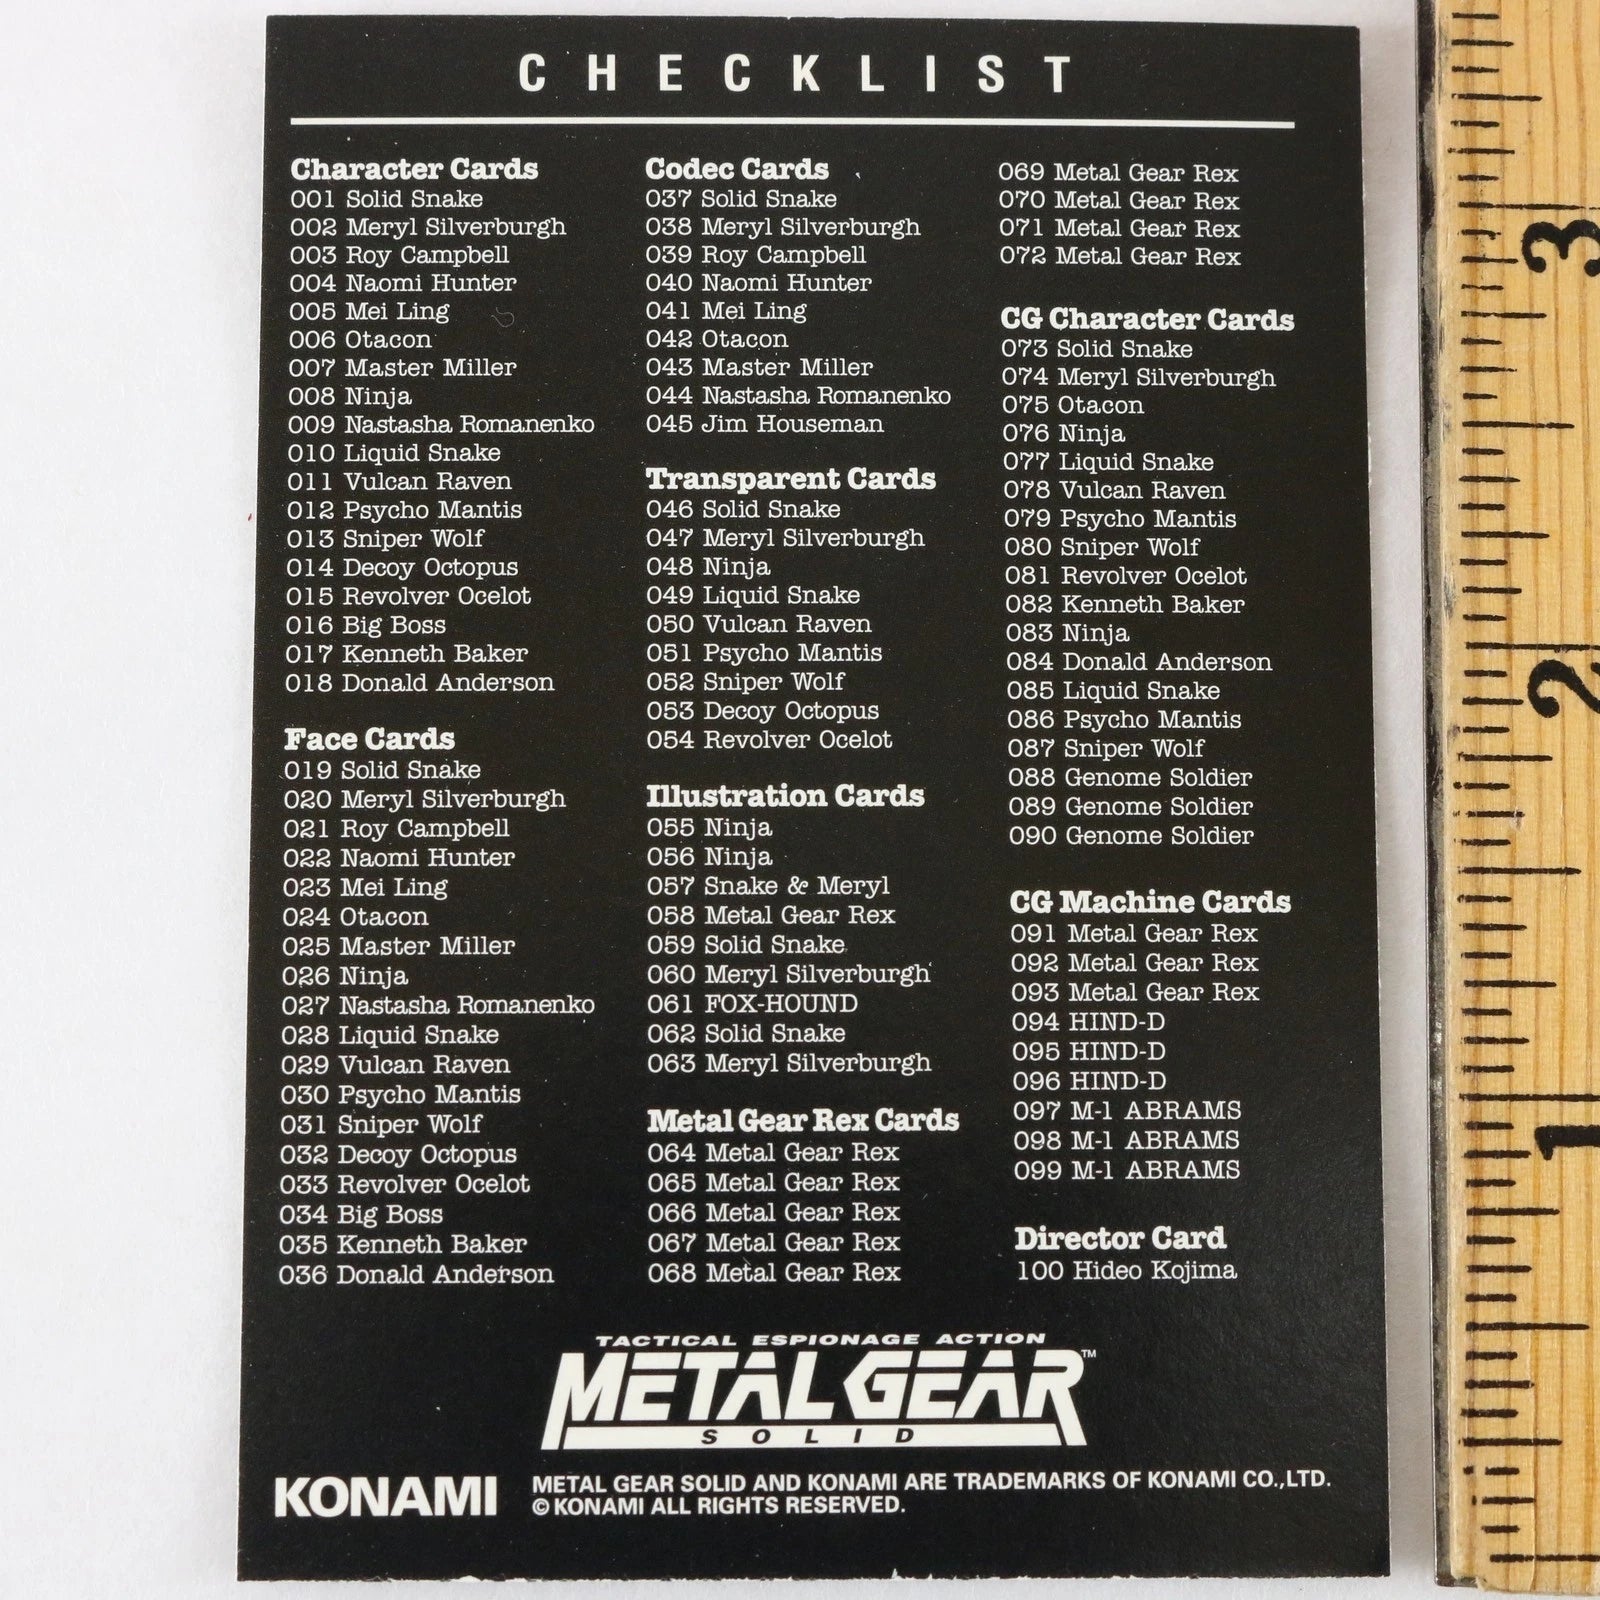 CHECKLIST
Character Cards
001 Solid Snake
002 Meryl Silverburgh
003 Roy Campbell
004 Naomi Hunter
005 Mei Ling
006 Otacon
007 Master Miller
008 Ninja
009 Nastasha Romanenko
010 Liquid Snake
011 Vulcan Raven
012 Psycho Mantis
013 Sniper Wolf
014 Decoy Octopus
015 Revolver Ocelot
016 Big Boss
017 Kenneth Baker
018 Donald Anderson
Face Cards
019 Solid Snake
020 Meryl Silverburgh
021 Roy Campbell
022 Naomi Hunter
023 Mei Ling
024 Otacon
025 Master Miller
026 Ninja
027 Nastasha Romanenko
028 Liquid Snake
029 Vulcan Raven
030 Psycho Mantis
031 Sniper Wolf
032 Decoy Octopus
033 Revolver Ocelot
034 Big Boss
035 Kenneth Baker
036 Donald Anderson
Codec Cards
037 Solid Snake
038 Meryl Silverburgh
039 Roy Campbell
040 Naomi Hunter
041 Mei Ling
042 Otacon
043 Master Miller
044 Nastasha Romanenko
045 Jim Houseman
Transparent Cards
046 Solid Snake
047 Meryl Silverburgh
048 Ninja
049 Liquid Snake
050 Vulcan Raven
051 Psycho Mantis
052 Sniper Wolf
053 Decoy Octopus
054 Revolver Ocelot
Illustration Cards
055 Ninja
056 Ninja
057 Snake & Meryl
058 Metal Gear Rex
059 Solid Snake
060 Meryl Silverburgh
061 FOX-HOUND
062 Solid Snake
063 Meryl Silverburgh
Metal Gear Rex Cards
064 Metal Gear Rex
065 Metal Gear Rex
066 Metal Gear Rex
067 Metal Gear Rex
068 Metal Gear Rex
069 Metal Gear Rex
070 Metal Gear Rex
071 Metal Gear Rex
072 Metal Gear Rex
CG Character Cards
073 Solid Snake
074 Meryl Silverburgh
075 Otacon
076 Ninja
077 Liquid Snake
078 Vulcan Raven
079 Psycho Mantis
080 Sniper Wolf
081 Revolver Ocelot
082 Kenneth Baker
083 Ninja
084 Donald Anderson
085 Liquid Snake
086 Psycho Mantis
087 Sniper Wolf
088 Genome Soldier
089 Genome Soldier
090 Genome Soldier
CG Machine Cards
091 Metal Gear Rex
092 Metal Gear Rex
093 Metal Gear Rex
094 HIND-D
095 HIND-D
096 HIND-D
097 M-1 ABRAMS
098 M-1 ABRAMS
099 M-1 ABRAMS
Director Card
100 Hideo Kojima
TACTICAL ESPIONAGE ACTION
METAL GEAR™
SOLID
KONAMI
METAL GEAR SOLID AND KONAMI ARE TRADEMARKS OF KONAMI CO.,LTD.
© KONAMI ALL RIGHTS RESERVED.
3
2
1